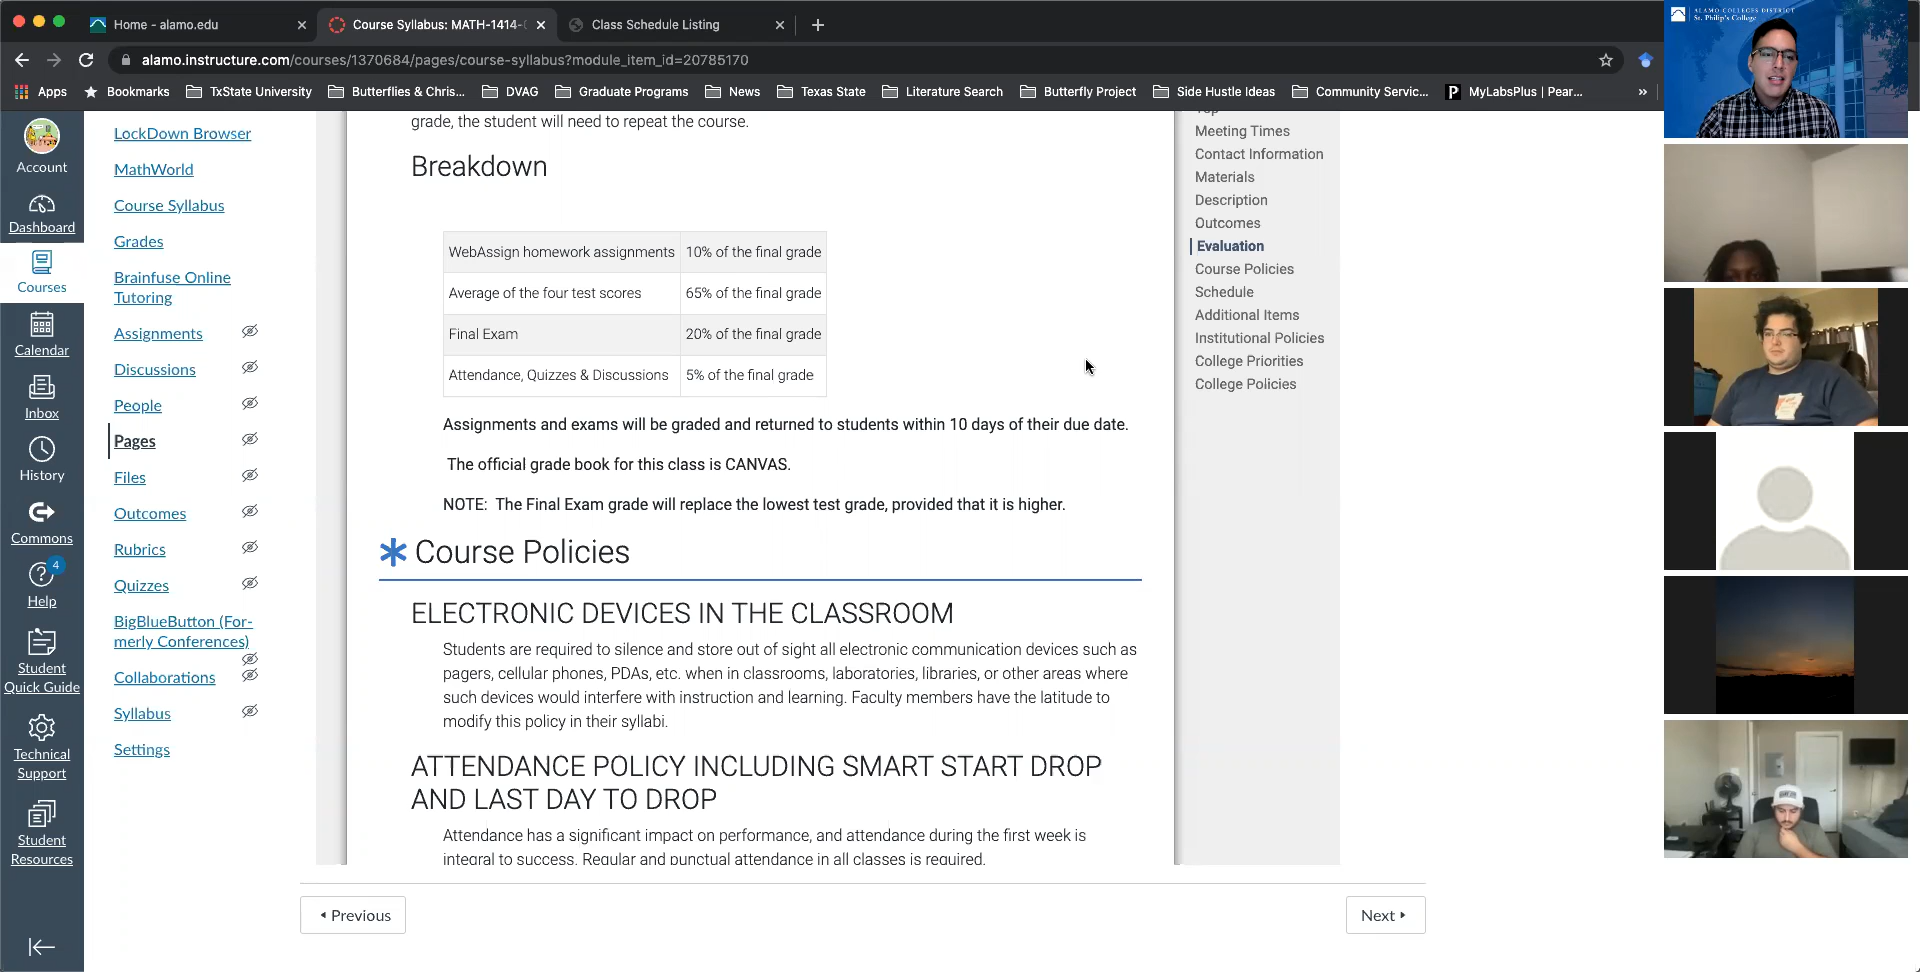 Home - alamo.edu
Course Syllabus: MATH-1414-
Class Schedule Listing
alamo.instructure.com/courses/1370684/pages/course-syllabus?module_item_id=20785170
Apps
Bookmarks
TxState University
Butterflies & Chris...
DVAG
Graduate Programs
News
Texas State
Literature Search
Butterfly Project
Side Hustle Ideas
Community Servic...
MyLabsPlus | Pear...
»
ALAMO COLLEGES DISTRICT
St. Philip's College
Account
Dashboard
Courses
Calendar
Inbox
History
Commons
4
Help
Student
Quick Guide
Technical
Support
Student
Resources
LockDown Browser
MathWorld
Course Syllabus
Grades
Brainfuse Online
Tutoring
Assignments
Discussions
People
Pages
Files
Outcomes
Rubrics
Quizzes
BigBlueButton (For-
merly Conferences)
Collaborations
Syllabus
Settings
grade, the student will need to repeat the course.
Breakdown
WebAssign homework assignments 10% of the final grade
Average of the four test scores 65% of the final grade
Final Exam 20% of the final grade
Attendance, Quizzes & Discussions 5% of the final grade
Assignments and exams will be graded and returned to students within 10 days of their due date.
The official grade book for this class is CANVAS.
NOTE: The Final Exam grade will replace the lowest test grade, provided that it is higher.
Course Policies
ELECTRONIC DEVICES IN THE CLASSROOM
Students are required to silence and store out of sight all electronic communication devices such as
pagers, cellular phones, PDAs, etc. when in classrooms, laboratories, libraries, or other areas where
such devices would interfere with instruction and learning. Faculty members have the latitude to
modify this policy in their syllabi.
ATTENDANCE POLICY INCLUDING SMART START DROP
AND LAST DAY TO DROP
Attendance has a significant impact on performance, and attendance during the first week is
integral to success. Regular and punctual attendance in all classes is required.
Top
Meeting Times
Contact Information
Materials
Description
Outcomes
Evaluation
Course Policies
Schedule
Additional Items
Institutional Policies
College Priorities
College Policies
Previous
Next